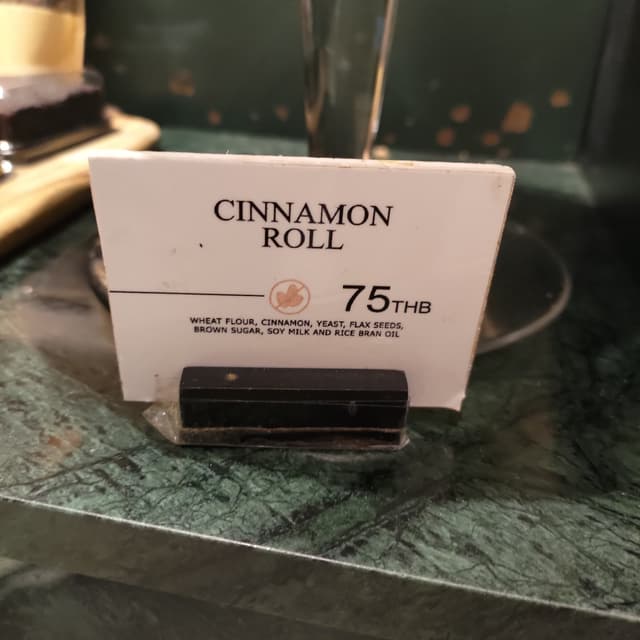 CINNAMON
ROLL
75THB
WHEAT FLOUR, CINNAMON, YEAST, FLAX SEEDS,
BROWN SUGAR, SOY MILK AND RICE BRAN OIL